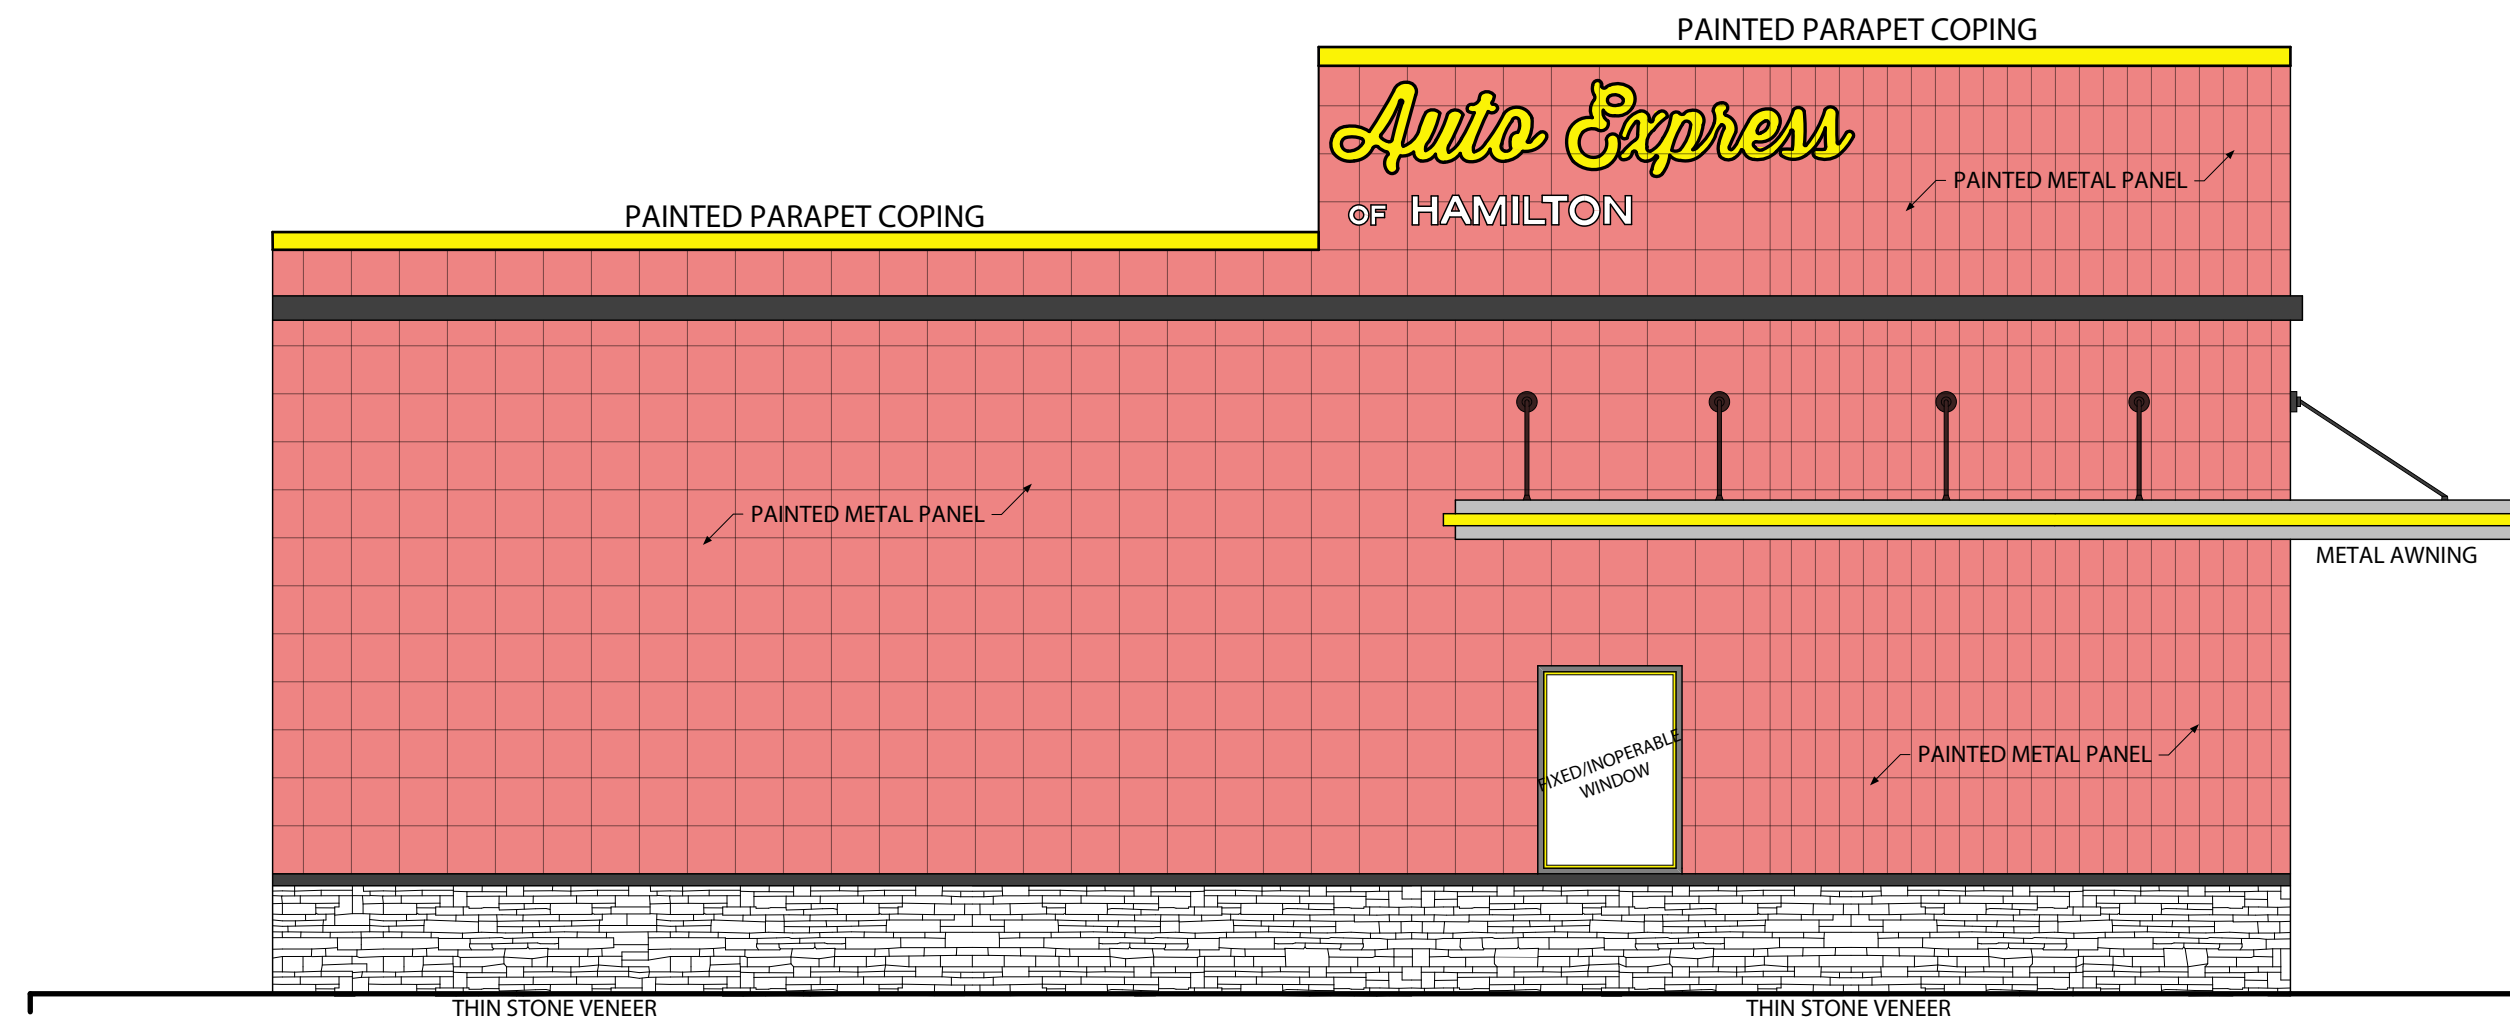 PAINTED PARAPET COPING
Auto Express
OF HAMILTON
PAINTED METAL PANEL
PAINTED PARAPET COPING
PAINTED METAL PANEL
METAL AWNING
FIXED/INOPERABLE
WINDOW
PAINTED METAL PANEL
THIN STONE VENEER
THIN STONE VENEER